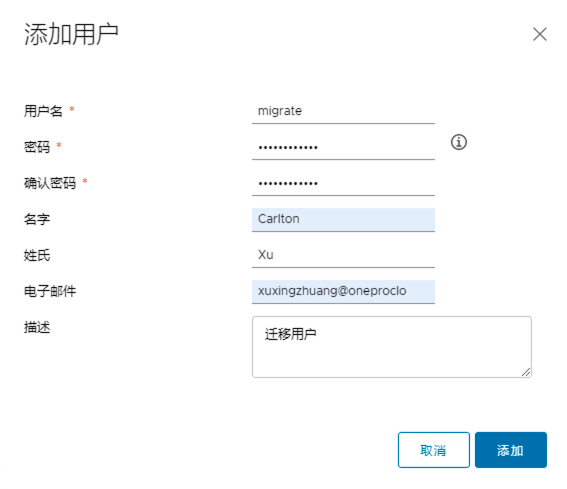 添加用户
用户名 * migrate
密码 * ••••••••••••
确认密码 * ••••••••••••
名字 Carlton
姓氏 Xu
电子邮件 xuxingzhuang@oneproclo
描述 迁移用户
取消 添加